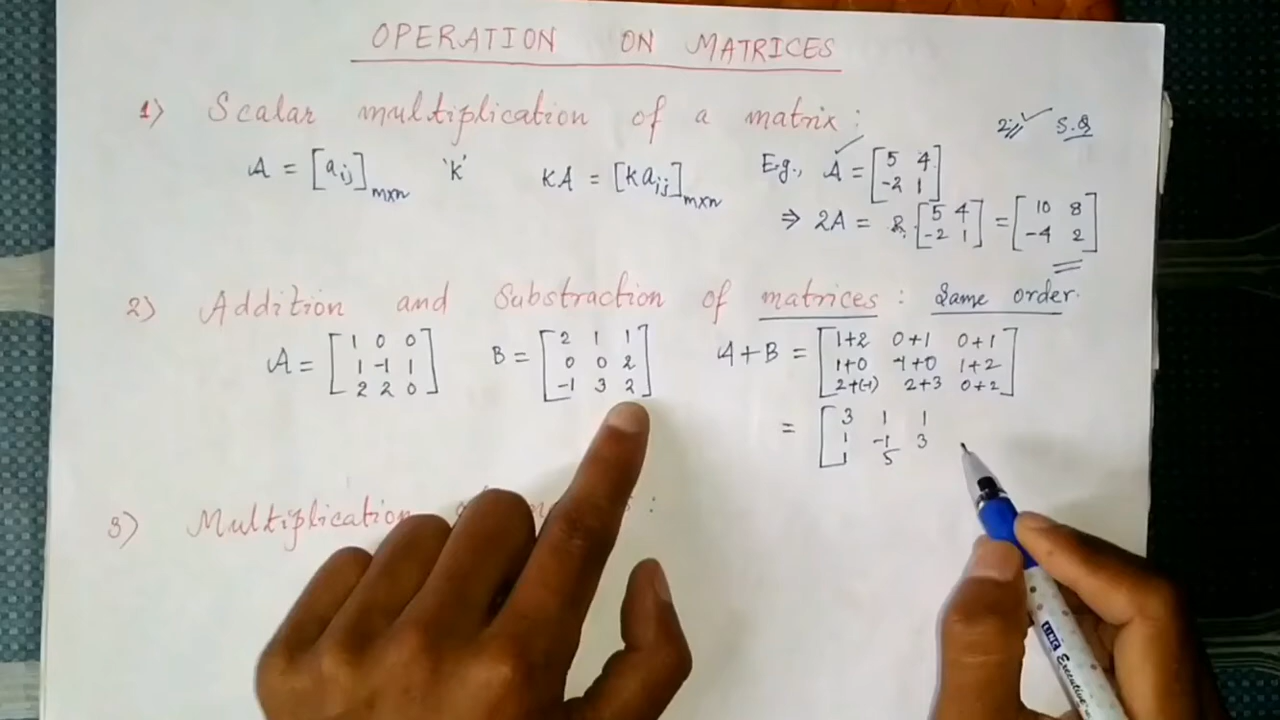 OPERATION ON MATRICES
1) Scalar multiplication of a matrix:
2 S.Q
A = [aij]m×n 'K' KA = [kaij]m×n E.g., A = [5 4
-2 1]
⇒ 2A = 2. [5 4
-2 1] = [10 8
-4 2]
2) Addition and Substraction of matrices: Same order.
A = [1 0 0
1 -1 1
2 2 0]
B = [2 1 1
0 0 2
-1 3 2]
A+B = [1+2 0+1 0+1
1+0 -1+0 1+2
2+(-1) 2+3 0+2]
= [3 1 1
1 -1 3
1 5
3) Multiplication
:
LINC Executive